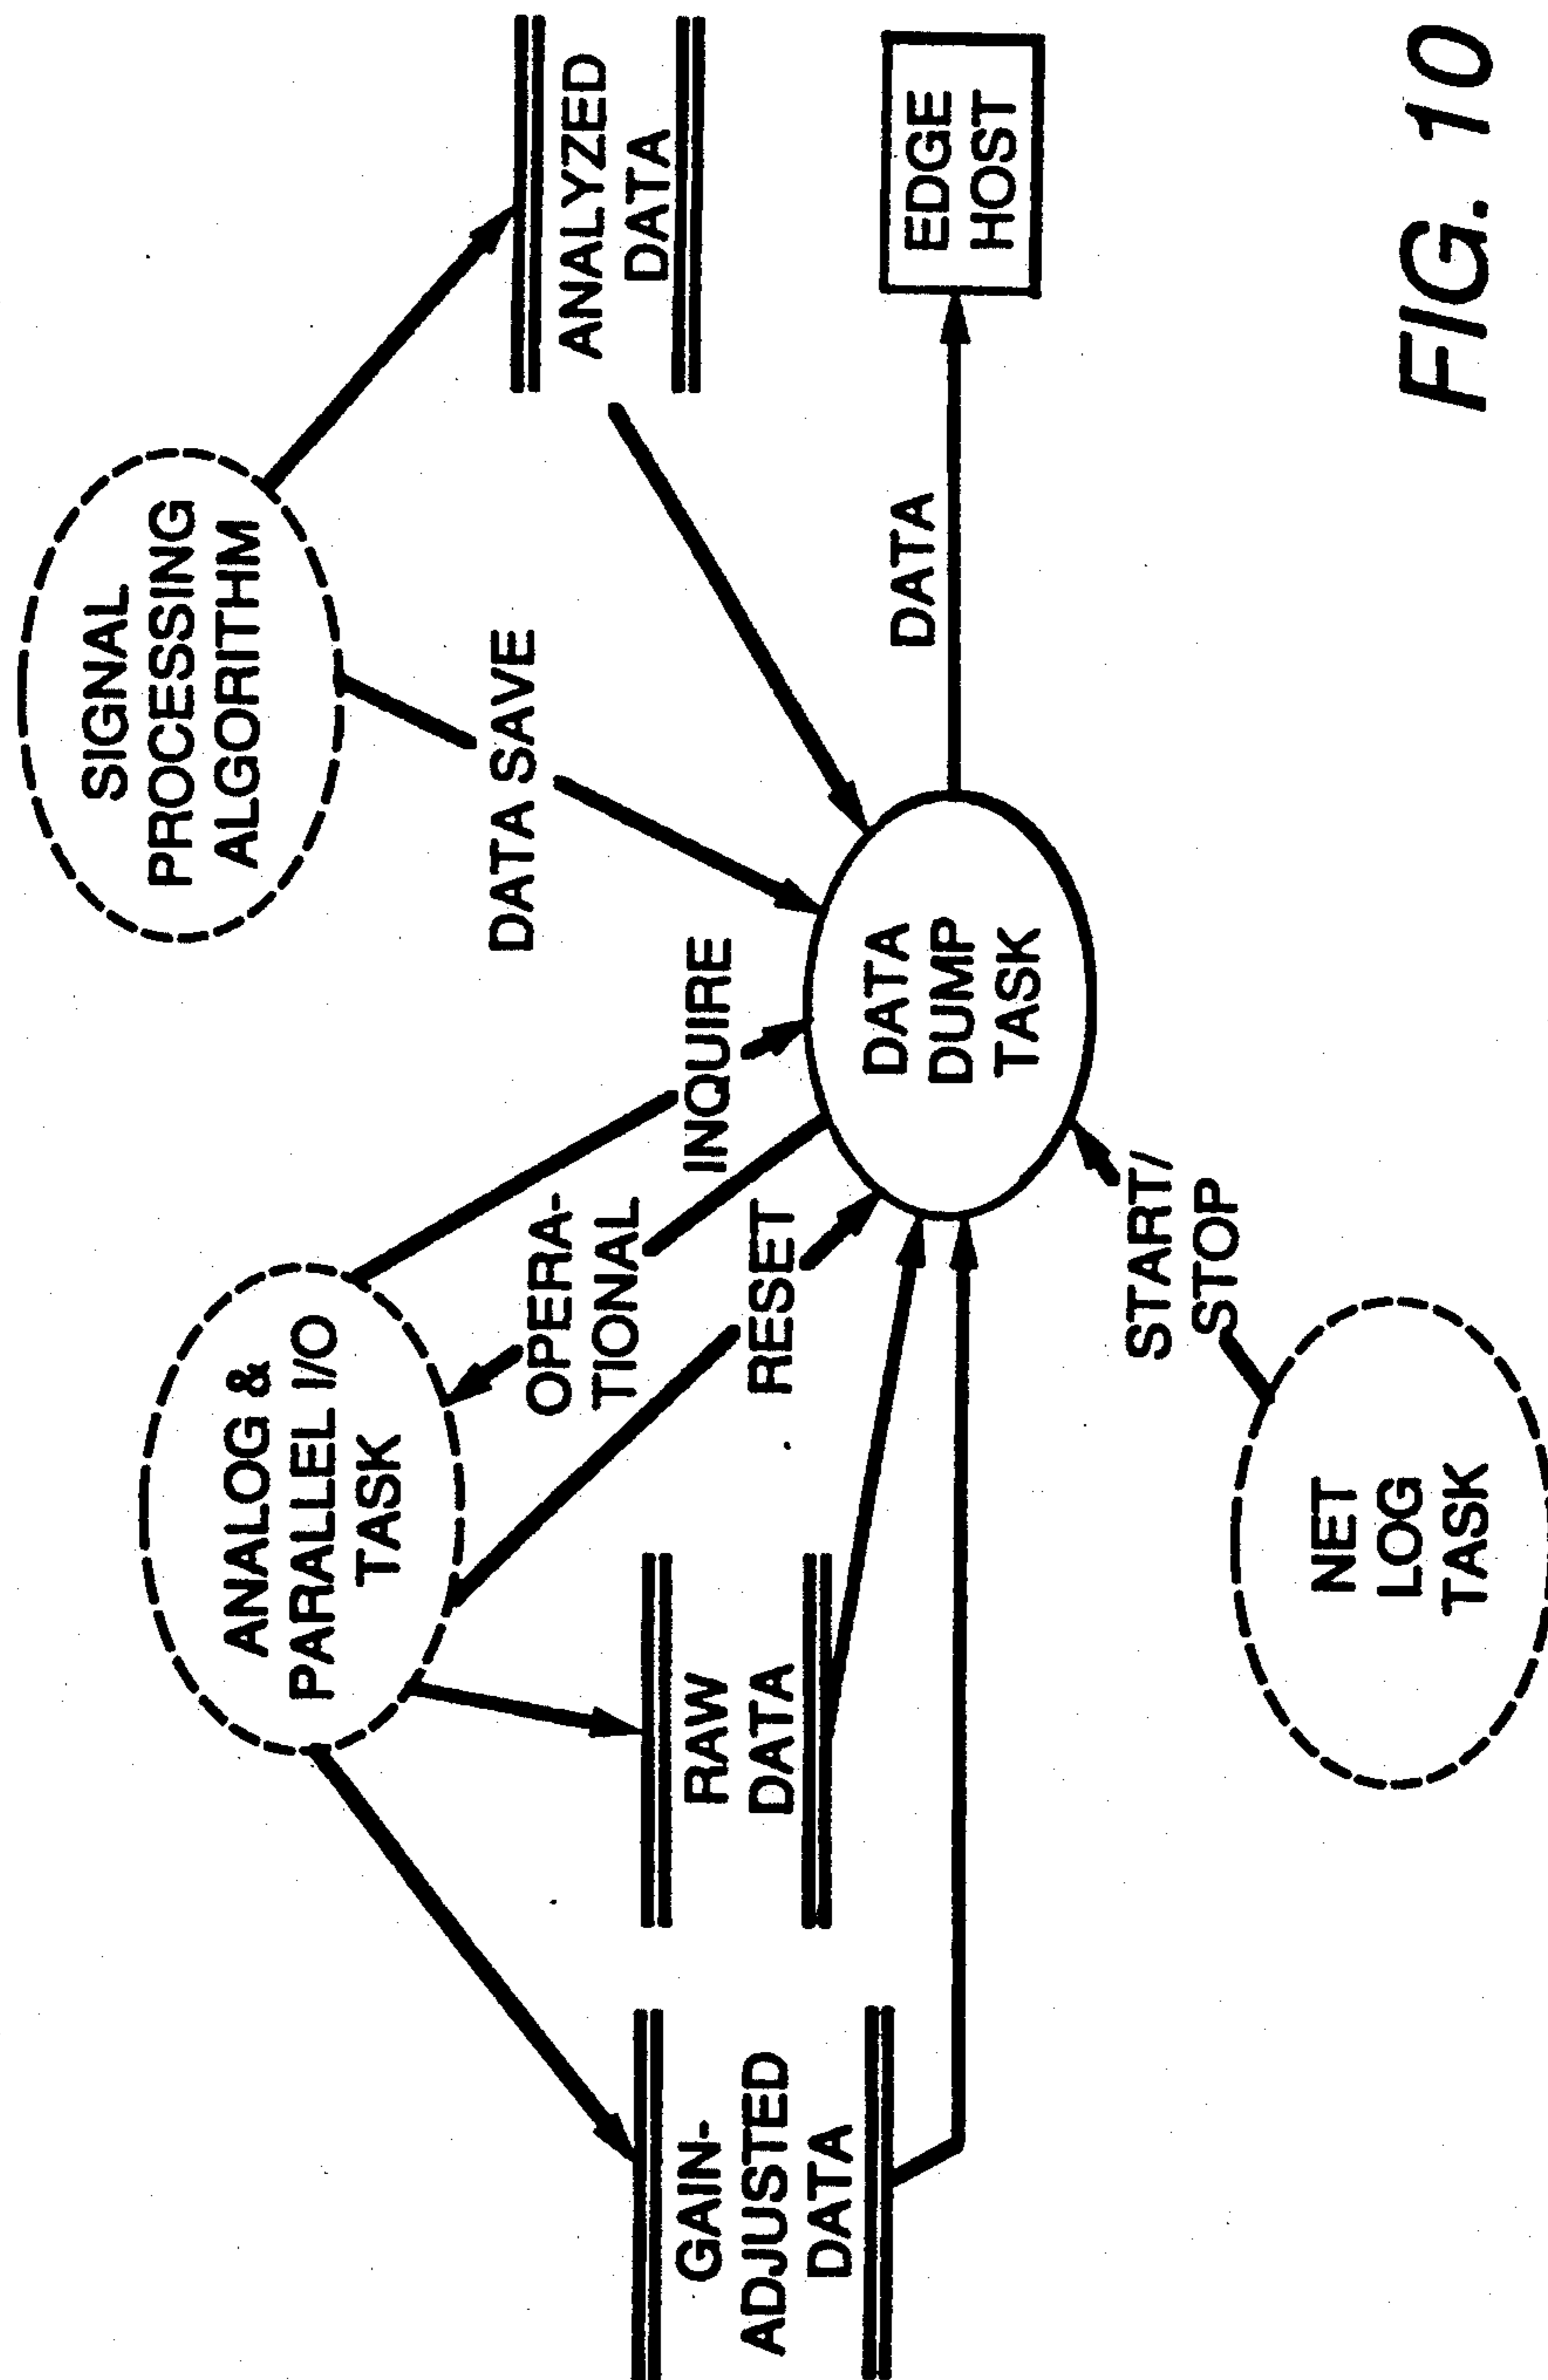 SIGNAL
PROCESSING
ALGORITHM
ANALOG &
PARALLEL I/O
TASK
DATA SAVE
ANALYZED
DATA
OPERA-
TIONAL
INQUIRE
RESET
GAIN-
ADJUSTED
DATA
RAW
DATA
DATA
DUMP
TASK
DATA
EDGE
HOST
START/
STOP
NET
LOG
TASK
FIG. 10